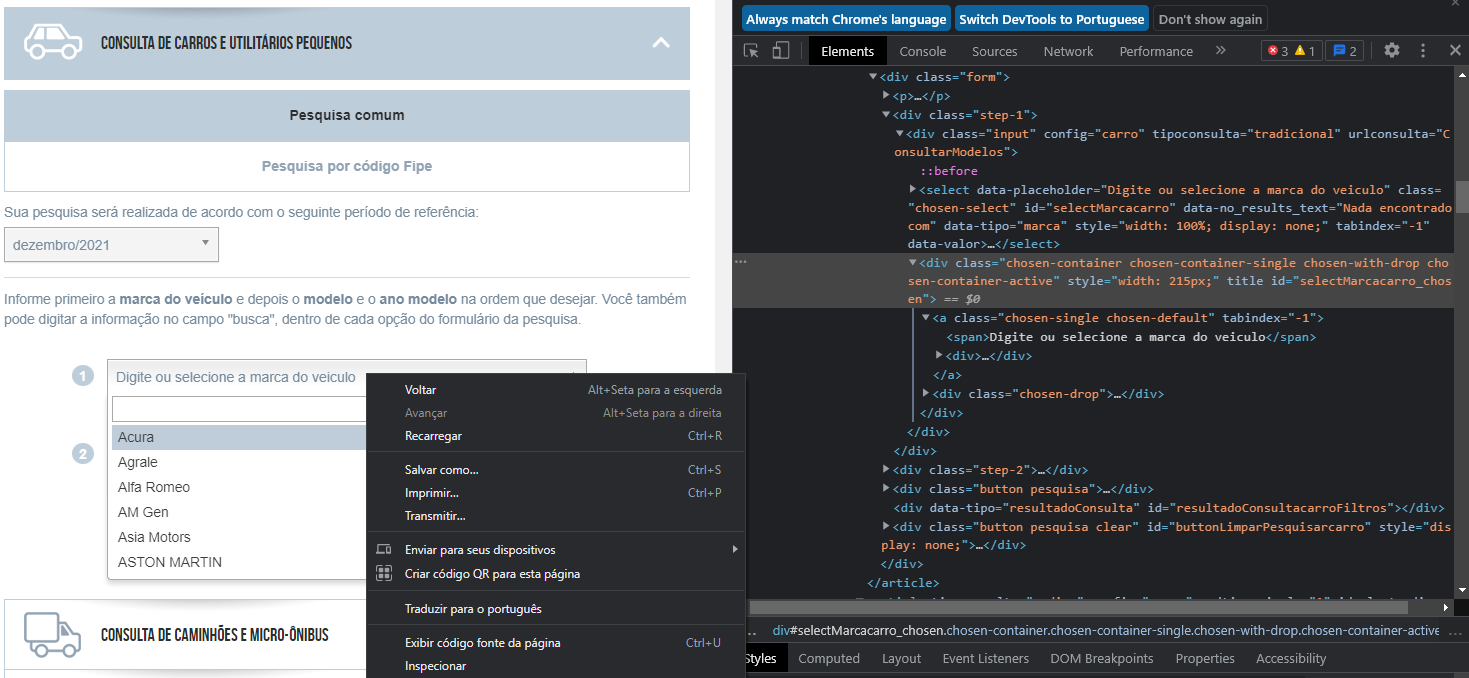 CONSULTA DE CARROS E UTILITÁRIOS PEQUENOS
Pesquisa comum
Pesquisa por código Fipe
Sua pesquisa será realizada de acordo com o seguinte período de referência:
dezembro/2021
Informe primeiro a marca do veículo e depois o modelo e o ano modelo na ordem que desejar. Você também
pode digitar a informação no campo "busca", dentro de cada opção do formulário da pesquisa.
1
Digite ou selecione a marca do veiculo
Acura
2
Agrale
Alfa Romeo
AM Gen
Asia Motors
ASTON MARTIN
CONSULTA DE CAMINHÕES E MICRO-ÔNIBUS
Voltar Alt+Seta para a esquerda
Avançar Alt+Seta para a direita
Recarregar Ctrl+R
Salvar como... Ctrl+S
Imprimir... Ctrl+P
Transmitir...
Enviar para seus dispositivos
Criar código QR para esta página
Traduzir para o português
Exibir código fonte da página Ctrl+U
Inspecionar
Always match Chrome's language Switch DevTools to Portuguese Don't show again
Elements Console Sources Network Performance » 3 1 2
<div class="form">
<p>…</p>
<div class="step-1">
<div class="input" config="carro" tipoconsulta="tradicional" urlconsulta="C
onsultarModelos">
::before
<select data-placeholder="Digite ou selecione a marca do veiculo" class=
"chosen-select" id="selectMarcacarro" data-no_results_text="Nada encontrado
com" data-tipo="marca" style="width: 100%; display: none;" tabindex="-1"
data-valor>…</select>
<div class="chosen-container chosen-container-single chosen-with-drop cho
sen-container-active" style="width: 215px;" title id="selectMarcacarro_chos
en"> == $0
<a class="chosen-single chosen-default" tabindex="-1">
<span>Digite ou selecione a marca do veiculo</span>
<div>…</div>
</a>
<div class="chosen-drop">…</div>
</div>
</div>
</div>
<div class="step-2">…</div>
<div class="button pesquisa">…</div>
<div data-tipo="resultadoConsulta" id="resultadoConsultacarroFiltros"></div>
<div class="button pesquisa clear" id="buttonLimparPesquisarcarro" style="dis
play: none;">…</div>
</div>
</article>
div#selectMarcacarro_chosen.chosen-container.chosen-container-single.chosen-with-drop.chosen-container-active
Styles Computed Layout Event Listeners DOM Breakpoints Properties Accessibility